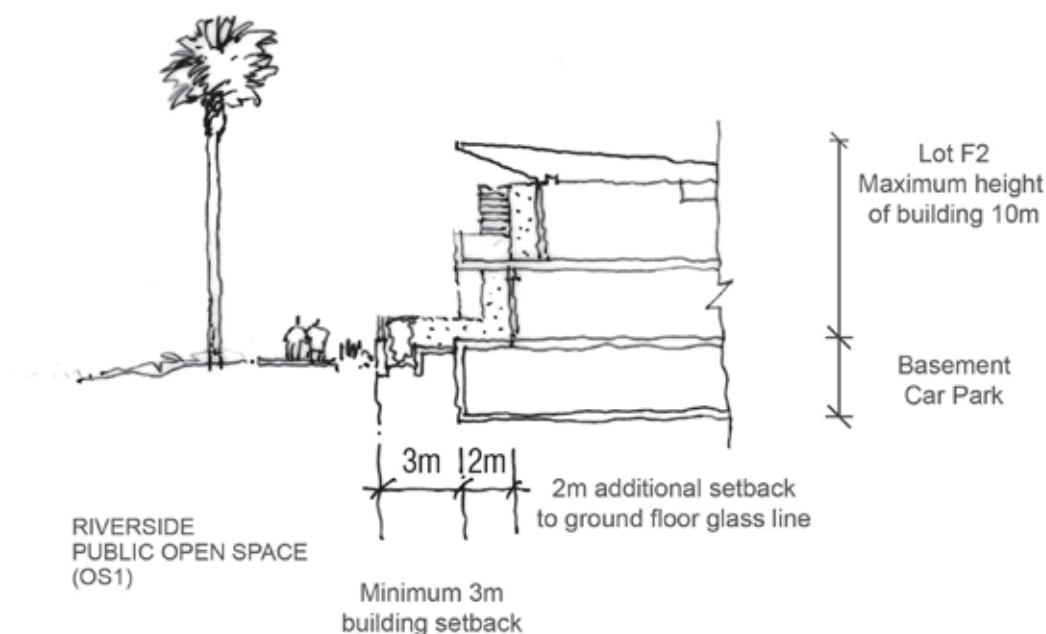 Lot F2
Maximum height
of building 10m
Basement
Car Park
3m
2m
2m additional setback
to ground floor glass line
RIVERSIDE
PUBLIC OPEN SPACE
(OS1)
Minimum 3m
building setback